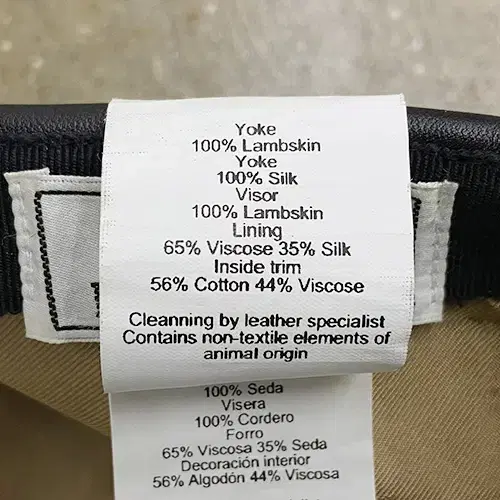 Yoke
100% Lambskin
Yoke
100% Silk
Visor
100% Lambskin
Lining
65% Viscose 35% Silk
Inside trim
56% Cotton 44% Viscose
Cleanning by leather specialist
Contains non-textile elements of
animal origin
100% Seda
Visera
100% Cordero
Forro
65% Viscosa 35% Seda
Decoración interior
56% Algodón 44% Viscosa